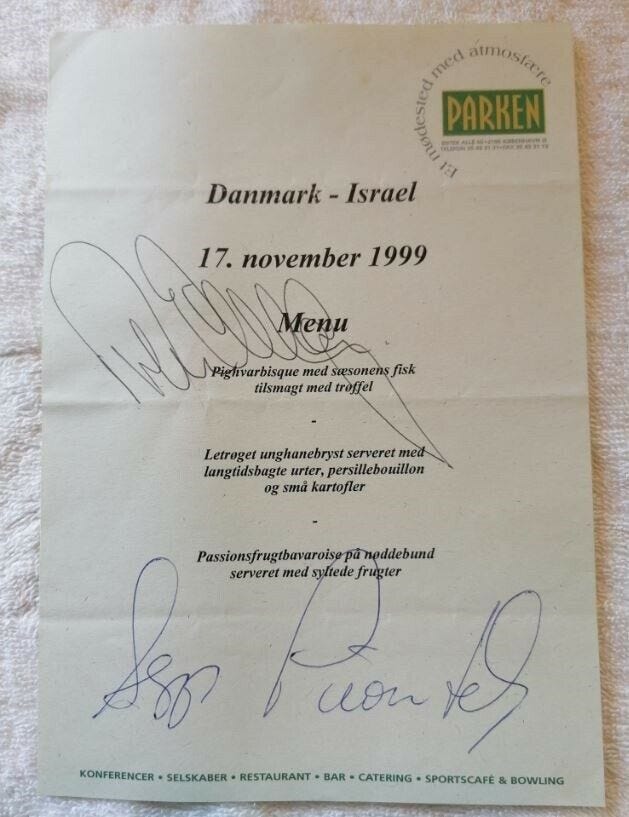 Et mødested med atmosfære
PARKEN
Danmark - Israel
17. november 1999
Menu
Pighvarbisque med sæsonens fisk
tilsmagt med trøffel
-
Letrøget unghanebryst serveret med
langtidsbagte urter, persillebouillon
og små kartofler
-
Passionsfrugtbavaroise på nøddebund
serveret med syltede frugter
Sepp Piontek
KONFERENCER • SELSKABER • RESTAURANT • BAR • CATERING • SPORTSCAFÉ & BOWLING